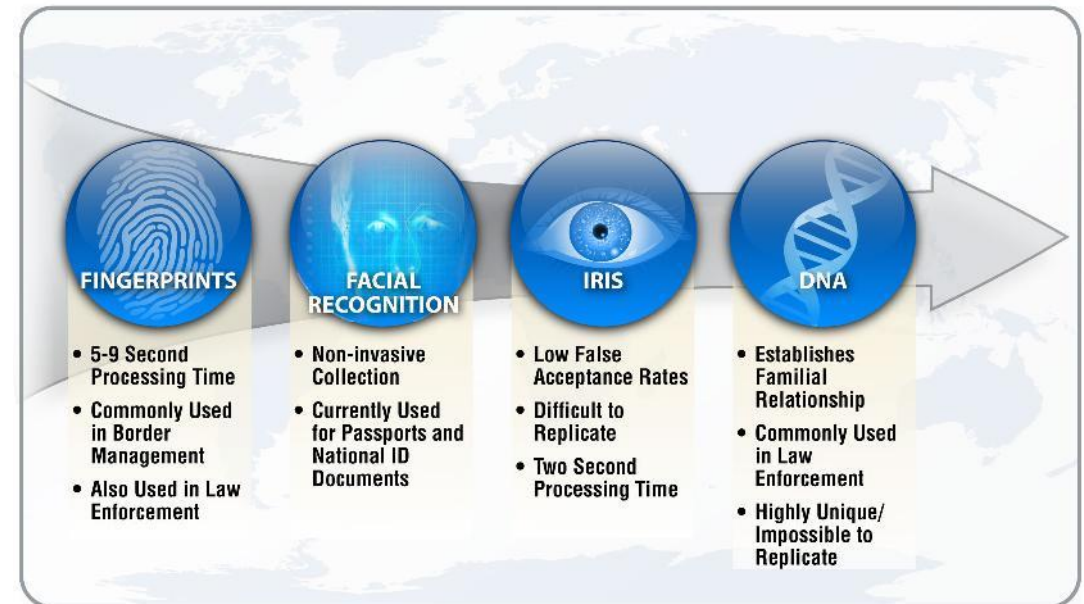 FINGERPRINTS
• 5-9 Second
Processing Time
• Commonly Used
in Border
Management
• Also Used in Law
Enforcement
FACIAL
RECOGNITION
• Non-invasive
Collection
• Currently Used
for Passports and
National ID
Documents
IRIS
• Low False
Acceptance Rates
• Difficult to
Replicate
• Two Second
Processing Time
DNA
• Establishes
Familial
Relationship
• Commonly Used
in Law
Enforcement
• Highly Unique/
Impossible to
Replicate